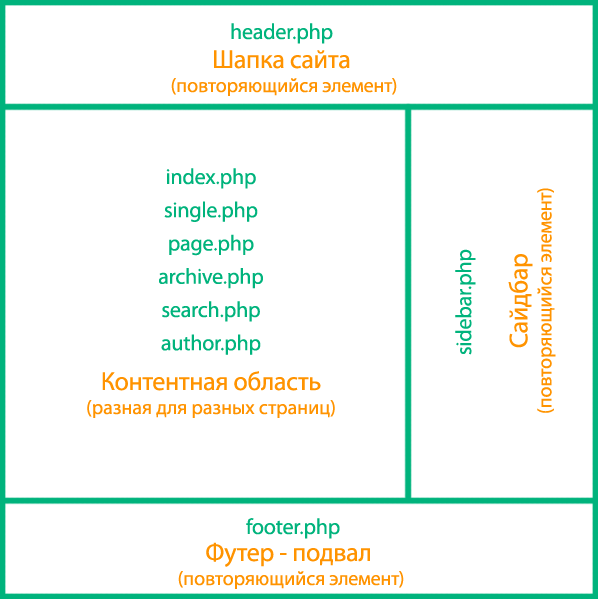 header.php
Шапка сайта
(повторяющийся элемент)
index.php
single.php
page.php
archive.php
search.php
author.php
Контентная область
(разная для разных страниц)
sidebar.php
Сайдбар
(повторяющийся элемент)
footer.php
Футер - подвал
(повторяющийся элемент)